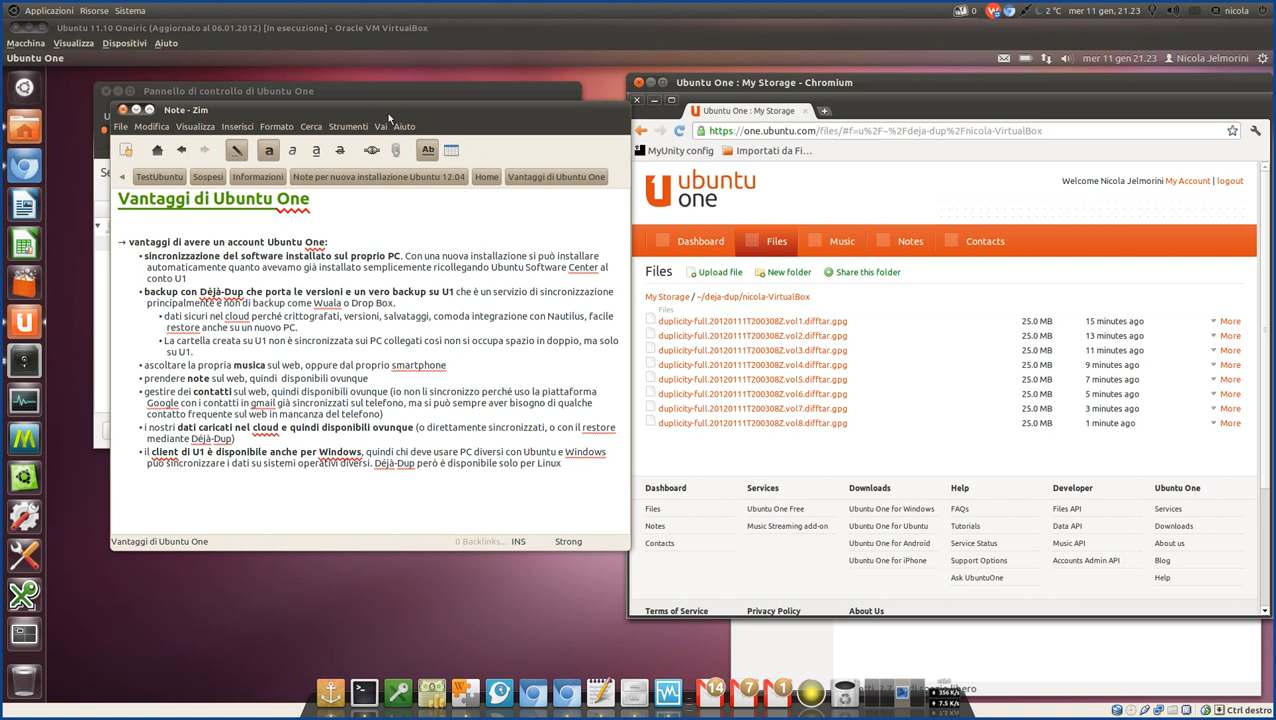 Applicazioni Risorse Sistema
0 2 °C mer 11 gen, 21.23 nicola
Ubuntu 11.10 Oneiric (Aggiornato al 06.01.2012) [In esecuzione] - Oracle VM VirtualBox
Macchina Visualizza Dispositivi Aiuto
Ubuntu One
mer 11 gen 21.23 Nicola Jelmorini
Pannello di controllo di Ubuntu One
Note - Zim
File Modifica Visualizza Inserisci Formato Cerca Strumenti Vai Aiuto
TestUbuntu Sospesi Informazioni Note per nuova installazione Ubuntu 12.04 Home Vantaggi di Ubuntu One
Vantaggi di Ubuntu One
→ vantaggi di avere un account Ubuntu One:
• sincronizzazione del software installato sul proprio PC. Con una nuova installazione si può installare
automaticamente quanto avevamo già installato semplicemente ricollegando Ubuntu Software Center al
conto U1
• backup con Déjà-Dup che porta le versioni e un vero backup su U1 che è un servizio di sincronizzazione
principalmente e non di backup come Wuala o Drop Box.
• dati sicuri nel cloud perché crittografati, versioni, salvataggi, comoda integrazione con Nautilus, facile
restore anche su un nuovo PC.
• La cartella creata su U1 non è sincronizzata sui PC collegati così non si occupa spazio in doppio, ma solo
su U1.
• ascoltare la propria musica sul web, oppure dal proprio smartphone
• prendere note sul web, quindi disponibili ovunque
• gestire dei contatti sul web, quindi disponibili ovunque (io non li sincronizzo perché uso la piattaforma
Google con i contatti in gmail già sincronizzati sul telefono, ma si può sempre aver bisogno di qualche
contatto frequente sul web in mancanza del telefono)
• i nostri dati caricati nel cloud e quindi disponibili ovunque (o direttamente sincronizzati, o con il restore
mediante Déjà-Dup)
• il client di U1 è disponibile anche per Windows, quindi chi deve usare PC diversi con Ubuntu e Windows
può sincronizzare i dati su sistemi operativi diversi. Déjà-Dup però è disponibile solo per Linux
Vantaggi di Ubuntu One 0 Backlinks... INS Strong
Ubuntu One : My Storage - Chromium
Ubuntu One : My Storage
https://one.ubuntu.com/files/#f=u%2F~%2Fdeja-dup%2Fnicola-VirtualBox
MyUnity config Importati da Fi...
ubuntu
one
Welcome Nicola Jelmorini My Account | logout
Dashboard Files Music Notes Contacts
Files Upload file New folder Share this folder
My Storage / ~/deja-dup/nicola-VirtualBox
Files
duplicity-full.20120111T200308Z.vol1.difftar.gpg 25.0 MB 15 minutes ago More
duplicity-full.20120111T200308Z.vol2.difftar.gpg 25.0 MB 13 minutes ago More
duplicity-full.20120111T200308Z.vol3.difftar.gpg 25.0 MB 11 minutes ago More
duplicity-full.20120111T200308Z.vol4.difftar.gpg 25.0 MB 9 minutes ago More
duplicity-full.20120111T200308Z.vol5.difftar.gpg 25.0 MB 7 minutes ago More
duplicity-full.20120111T200308Z.vol6.difftar.gpg 25.0 MB 5 minutes ago More
duplicity-full.20120111T200308Z.vol7.difftar.gpg 25.0 MB 3 minutes ago More
duplicity-full.20120111T200308Z.vol8.difftar.gpg 25.0 MB 1 minute ago More
Dashboard Services Downloads Help Developer Ubuntu One
Files Ubuntu One Free Ubuntu One for Windows FAQs Files API Services
Notes Music Streaming add-on Ubuntu One for Ubuntu Tutorials Data API Downloads
Contacts Ubuntu One for Android Service Status Music API About us
Ubuntu One for iPhone Support Options Accounts Admin API Blog
Ask UbuntuOne Help
Terms of Service Privacy Policy About Us
libero
14 7 1
356 K/s
7.5 K/s
Ctrl destro